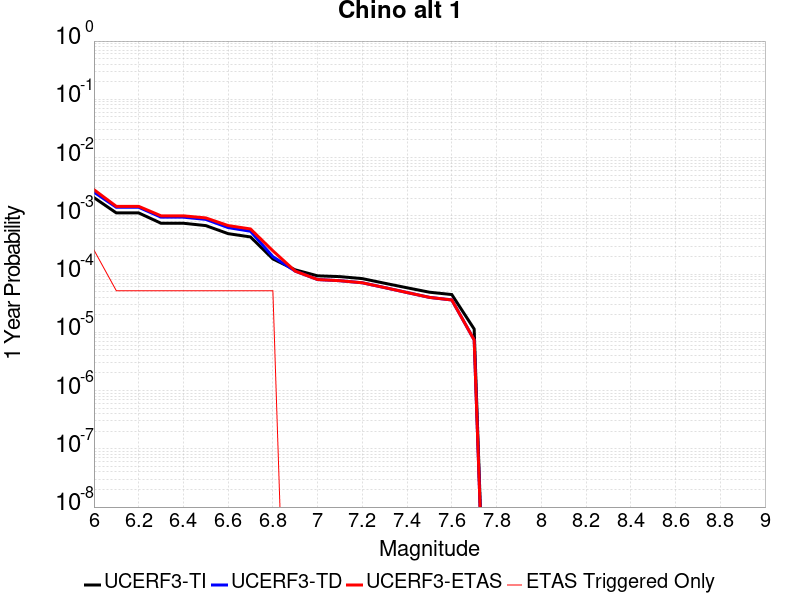 Chino alt 1
10^0
10^-1
10^-2
10^-3
10^-4
10^-5
10^-6
10^-7
10^-8
1 Year Probability
6 6.2 6.4 6.6 6.8 7 7.2 7.4 7.6 7.8 8 8.2 8.4 8.6 8.8 9
Magnitude
UCERF3-TI UCERF3-TD UCERF3-ETAS ETAS Triggered Only